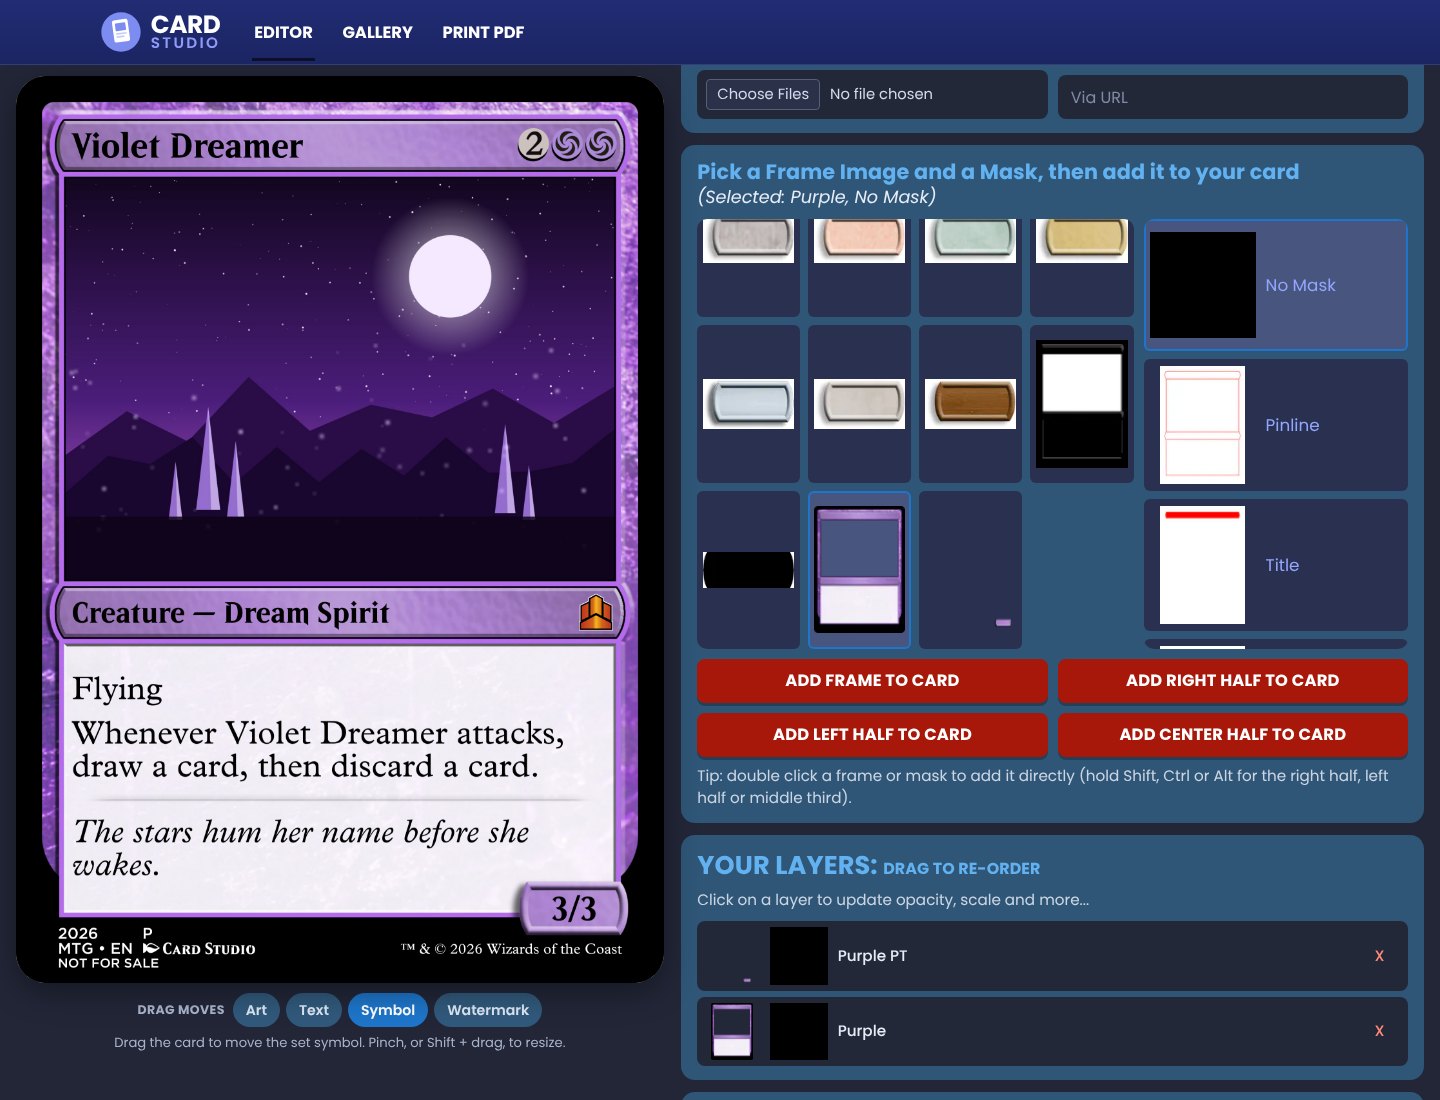 CARD
STUDIO
EDITOR
GALLERY
PRINT PDF
Violet Dreamer
2
Creature — Dream Spirit
Flying
Whenever Violet Dreamer attacks,
draw a card, then discard a card.
The stars hum her name before she
wakes.
3/3
2026 P
MTG • EN CARD STUDIO
NOT FOR SALE
™ & © 2026 Wizards of the Coast
DRAG MOVES
Art
Text
Symbol
Watermark
Drag the card to move the set symbol. Pinch, or Shift + drag, to resize.
Choose Files No file chosen
Via URL
Pick a Frame Image and a Mask, then add it to your card
(Selected: Purple, No Mask)
No Mask
Pinline
Title
ADD FRAME TO CARD
ADD RIGHT HALF TO CARD
ADD LEFT HALF TO CARD
ADD CENTER HALF TO CARD
Tip: double click a frame or mask to add it directly (hold Shift, Ctrl or Alt for the right half, left
half or middle third).
YOUR LAYERS: DRAG TO RE-ORDER
Click on a layer to update opacity, scale and more...
Purple PT X
Purple X